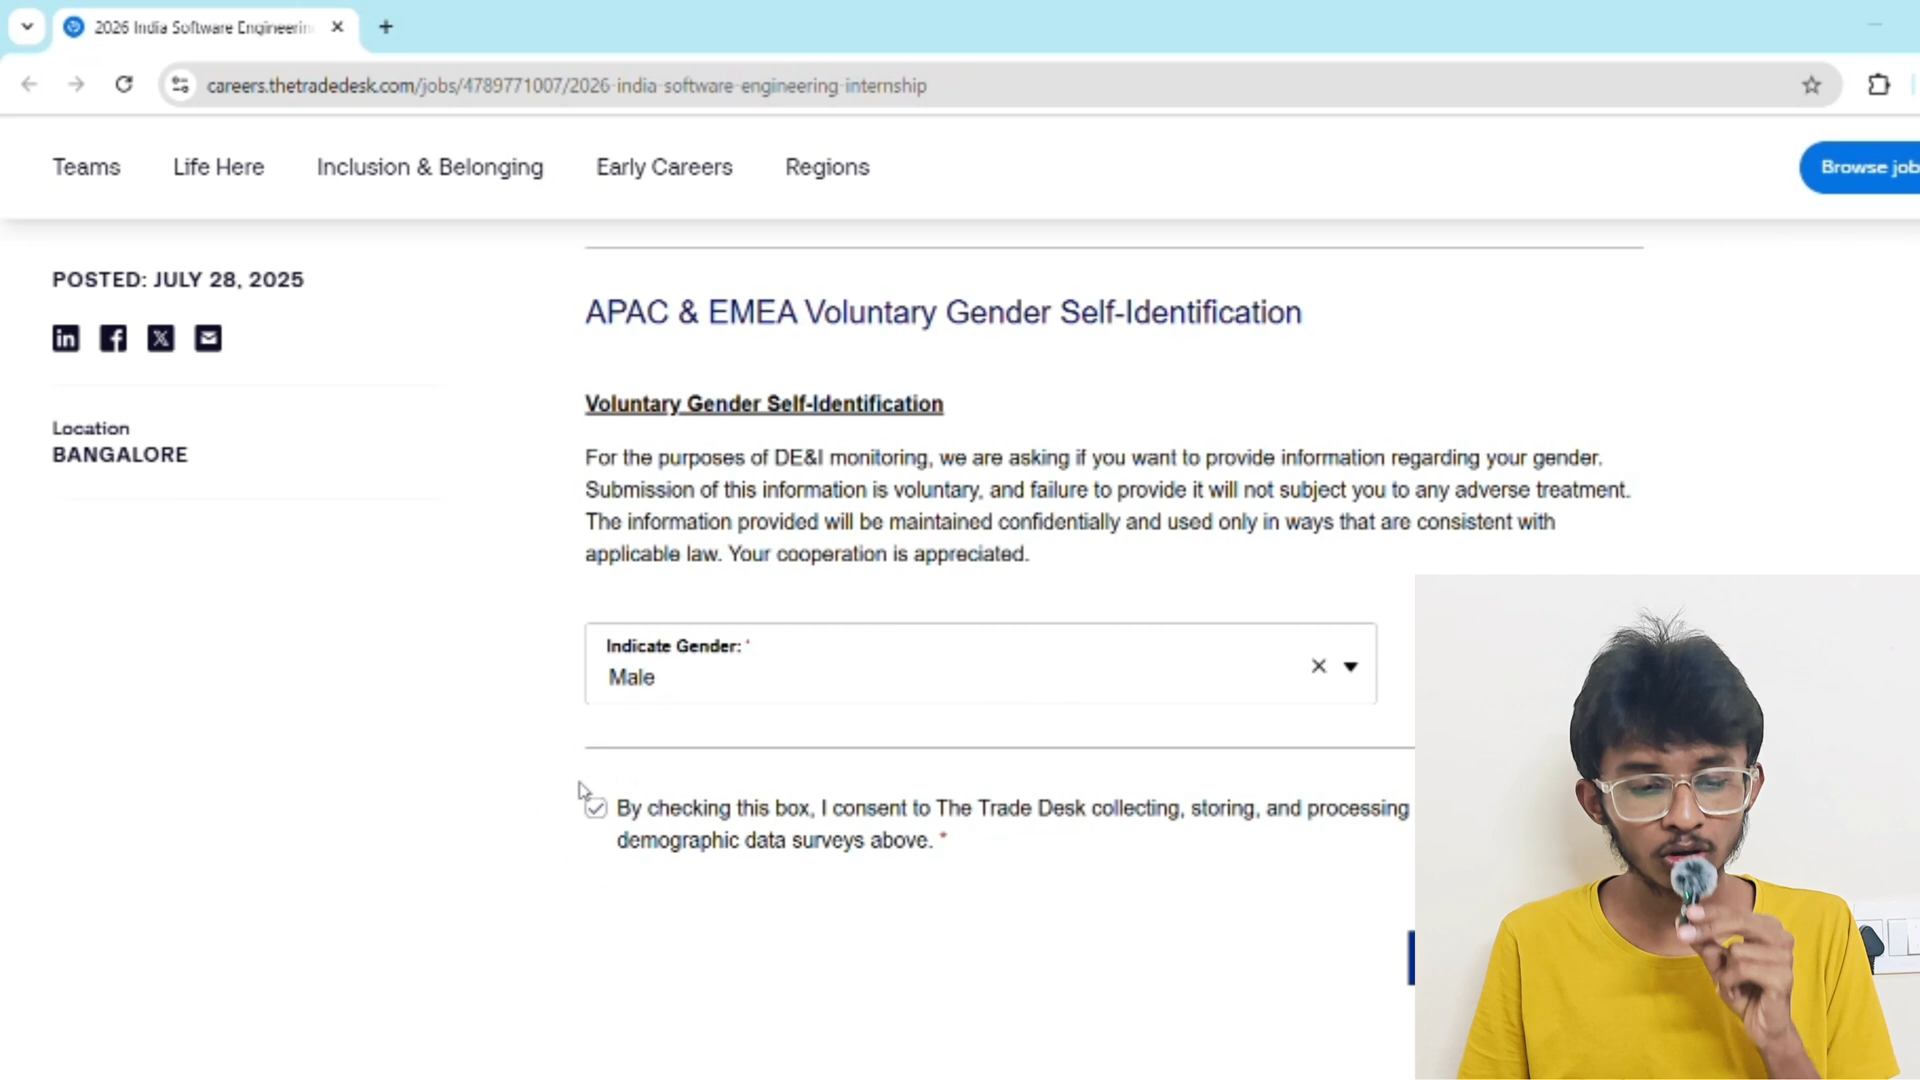 2026 India Software Engineerin
careers.thetradedesk.com/jobs/4789771007/2026-india-software-engineering-internship
Teams
Life Here
Inclusion & Belonging
Early Careers
Regions
Browse job
POSTED: JULY 28, 2025
Location
BANGALORE
APAC & EMEA Voluntary Gender Self-Identification
Voluntary Gender Self-Identification
For the purposes of DE&I monitoring, we are asking if you want to provide information regarding your gender.
Submission of this information is voluntary, and failure to provide it will not subject you to any adverse treatment.
The information provided will be maintained confidentially and used only in ways that are consistent with
applicable law. Your cooperation is appreciated.
Indicate Gender: *
Male
By checking this box, I consent to The Trade Desk collecting, storing, and processing
demographic data surveys above. *